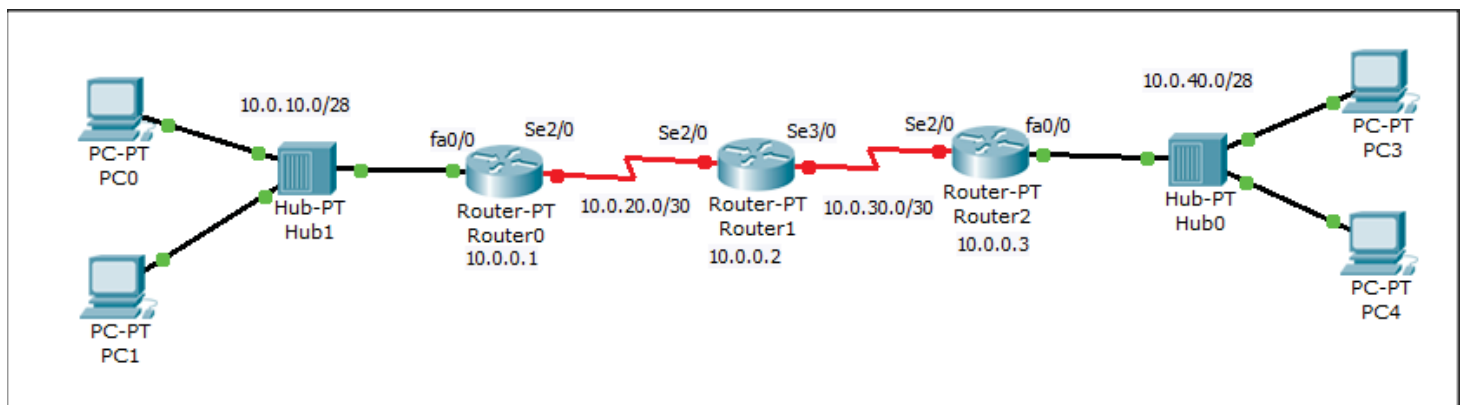 10.0.10.0/28
PC-PT
PC0
Hub-PT
Hub1
PC-PT
PC1
fa0/0
Se2/0
Router-PT
Router0
10.0.0.1
10.0.20.0/30
Se2/0
Se3/0
Router-PT
Router1
10.0.0.2
10.0.30.0/30
Se2/0
fa0/0
Router-PT
Router2
10.0.0.3
10.0.40.0/28
Hub-PT
Hub0
PC-PT
PC3
PC-PT
PC4